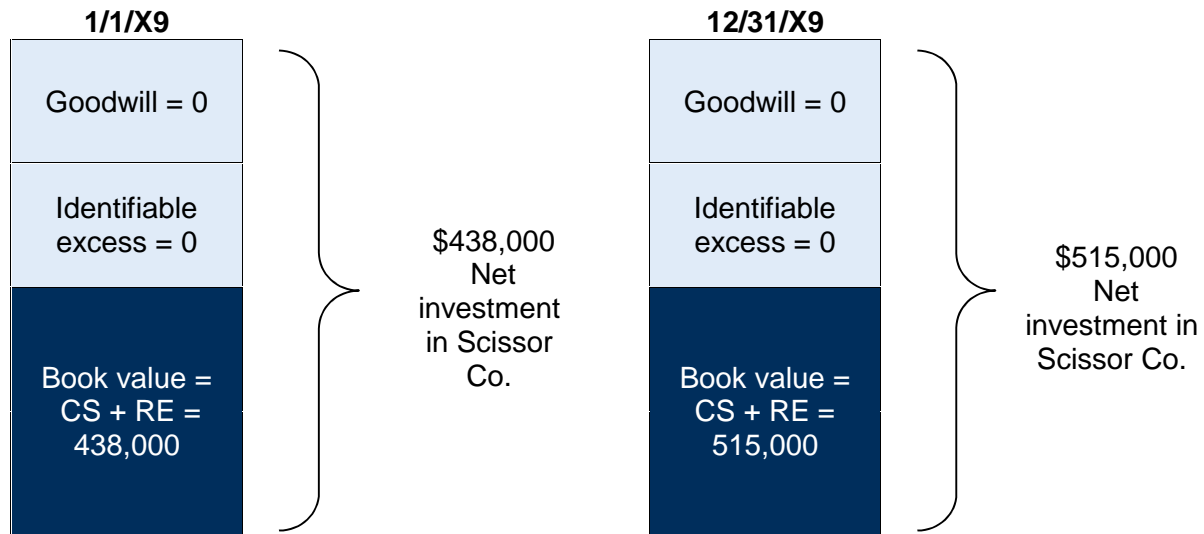 1/1/X9
Goodwill = 0
Identifiable
excess = 0
Book value =
CS + RE =
438,000
$438,000
Net
investment
in Scissor
Co.
12/31/X9
Goodwill = 0
Identifiable
excess = 0
Book value =
CS + RE =
515,000
$515,000
Net
investment in
Scissor Co.